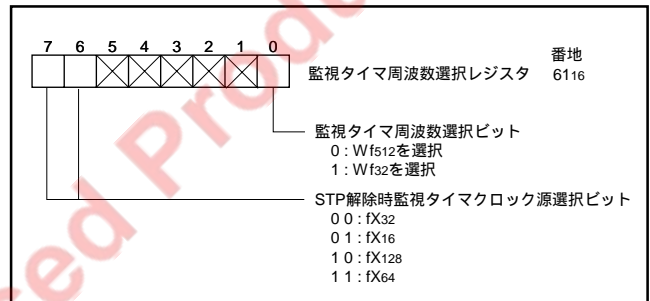 7 6 5 4 3 2 1 0
番地
監視タイマ周波数選択レジスタ 6116
監視タイマ周波数選択ビット
0 : Wf512を選択
1 : Wf32を選択
STP解除時監視タイマクロック源選択ビット
0 0 : fX32
0 1 : fX16
1 0 : fX128
1 1 : fX64